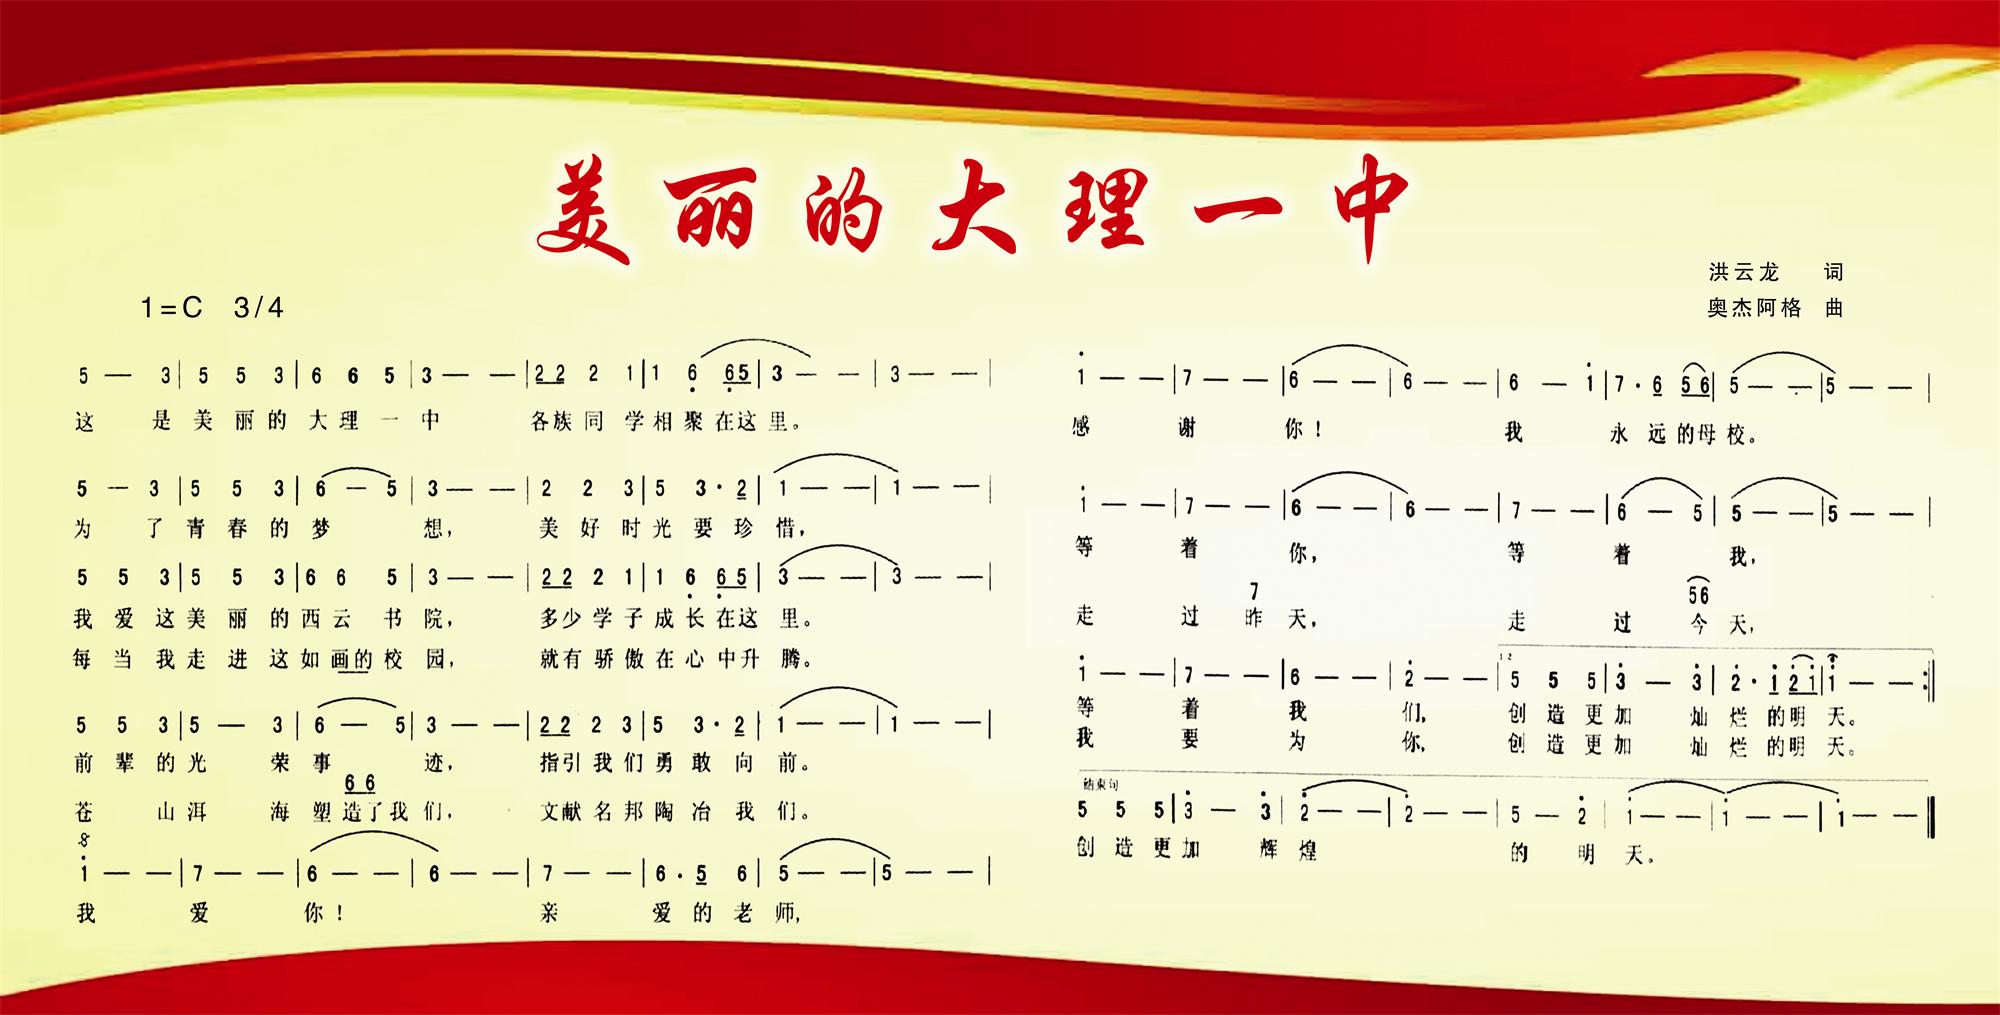 美丽的大理一中
洪云龙 词
奥杰阿格 曲
1=C 3/4
5 — 3 | 5 5 3 | 6 6 5 | 3 — — | 2 2 2 1 | 1 6 6 5 | 3 — — | 3 — — |
这 是 美 丽 的 大 理 一 中 各 族 同 学 相 聚 在 这 里。
5 — 3 | 5 5 3 | 6 — 5 | 3 — — | 2 2 3 | 5 3 · 2 | 1 — — | 1 — — |
为 了 青 春 的 梦 想, 美 好 时 光 要 珍 惜,
5 5 3 | 5 5 3 | 6 6 5 | 3 — — | 2 2 2 1 | 1 6 6 5 | 3 — — | 3 — — |
我 爱 这 美 丽 的 西 云 书 院, 多 少 学 子 成 长 在 这 里。
每 当 我 走 进 这 如 画 的 校 园, 就 有 骄 傲 在 心 中 升 腾。
5 5 3 | 5 — 3 | 6 — 5 | 3 — — | 2 2 2 3 | 5 3 · 2 | 1 — — | 1 — — |
前 辈 的 光 荣 事 迹, 指 引 我 们 勇 敢 向 前。
6 6
苍 山 洱 海 塑 造 了 我 们, 文 献 名 邦 陶 冶 我 们。
1 — — | 7 — — | 6 — — | 6 — — | 7 — — | 6 · 5 6 | 5 — — | 5 — — |
我 爱 你! 亲 爱 的 老 师,
1 — — | 7 — — | 6 — — | 6 — — | 6 — 1 | 7 · 6 5 6 | 5 — — | 5 — — |
感 谢 你! 我 永 远 的 母 校。
1 — — | 7 — — | 6 — — | 6 — — | 7 — — | 6 — 5 | 5 — — | 5 — — |
等 着 你, 等 着 我,
7 5 6
走 过 昨 天, 走 过 今 天,
1 2
1 — — | 7 — — | 6 — — | 2 — — | 5 5 5 | 3 — 3 | 2 · 1 2 1 | 1 — — :||
等 着 我 们, 创 造 更 加 灿 烂 的 明 天。
我 要 为 你, 创 造 更 加 灿 烂 的 明 天。
结束句
5 5 5 | 3 — 3 | 2 — — | 2 — — | 5 — 2 | 1 — — | 1 — — | 1 — — ||
创 造 更 加 辉 煌 的 明 天。